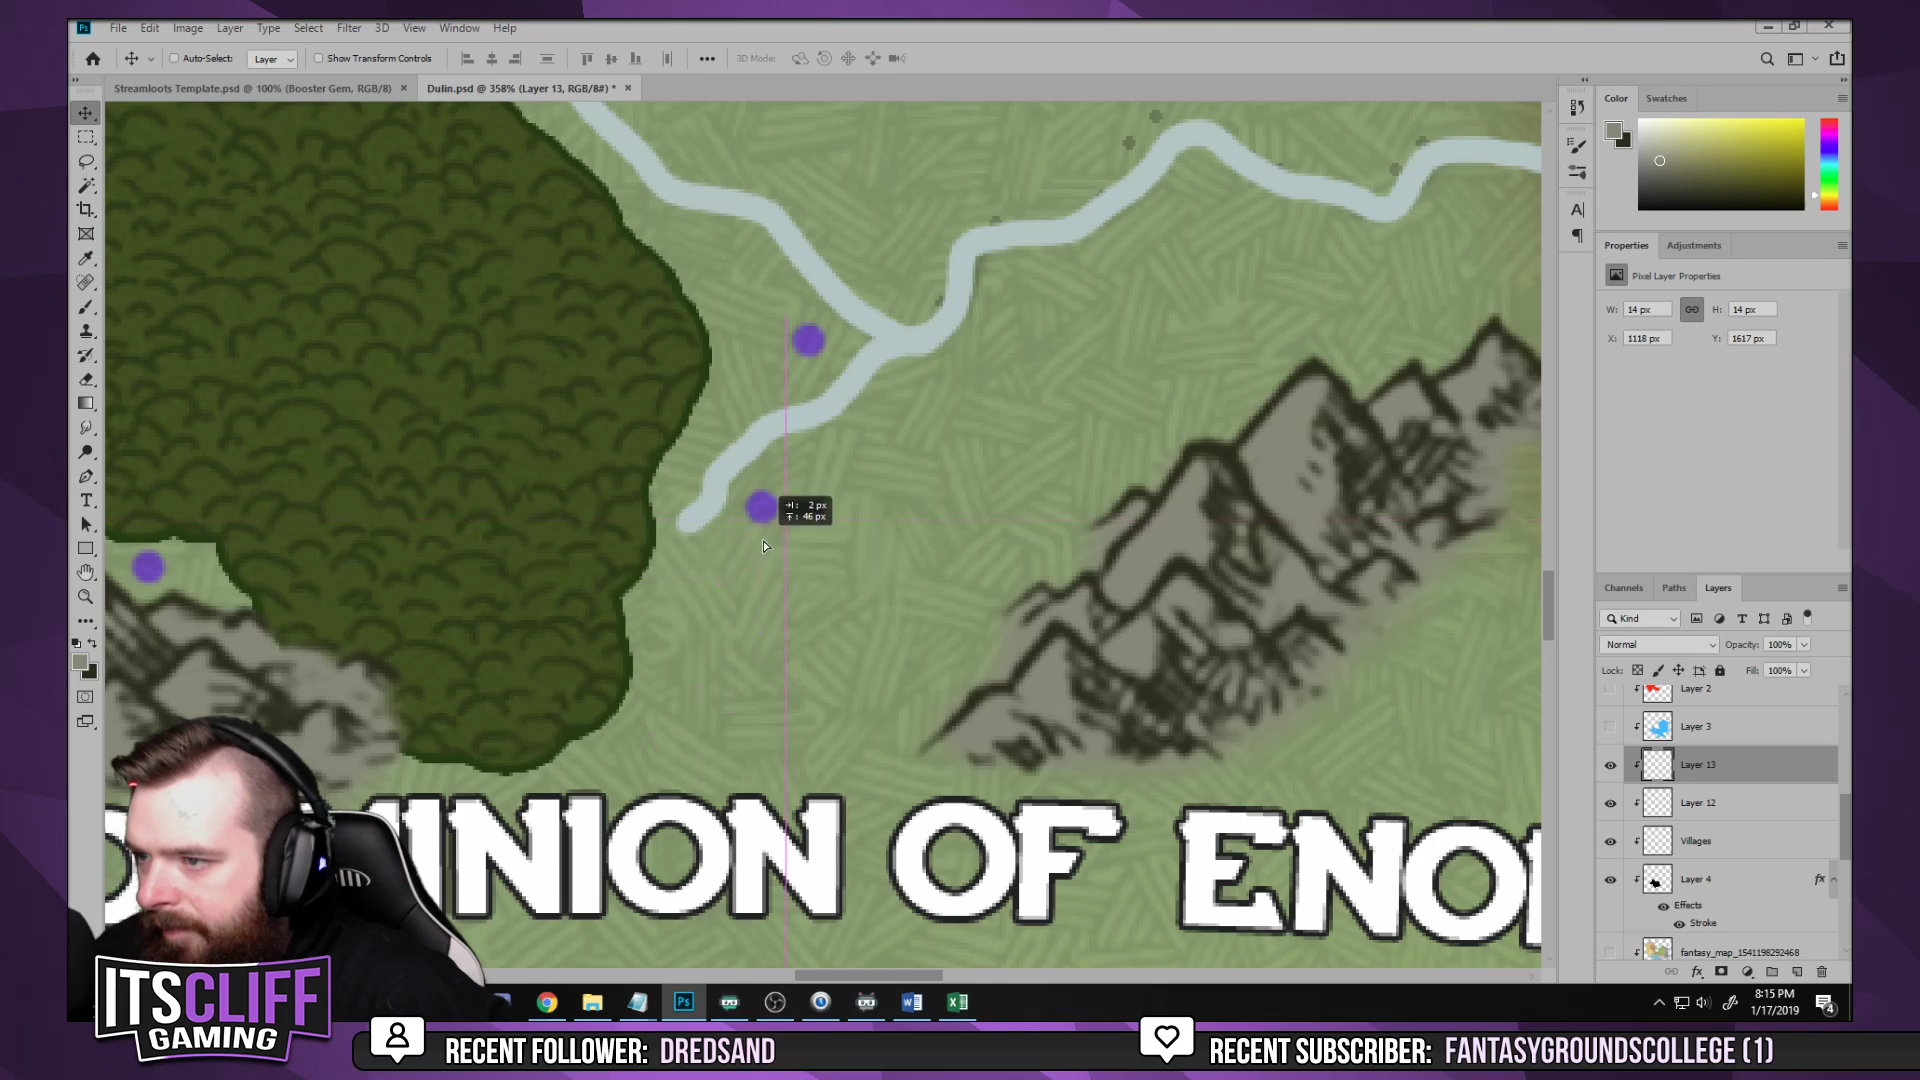 File Edit Image Layer Type Select Filter 3D View Window Help
Auto-Select: Layer Show Transform Controls 3D Mode:
Streamloots Template.psd @ 100% (Booster Gem, RGB/8) × Dulin.psd @ 358% (Layer 13, RGB/8#) * ×
Color Swatches
Properties Adjustments
Pixel Layer Properties
W: 14 px H: 14 px
X: 1118 px Y: 1617 px
2 px
46 px
Channels Paths Layers
Kind
Normal Opacity: 100%
Lock: Fill: 100%
Layer 2
Layer 3
Layer 13
Layer 12
Villages
Layer 4 fx
Effects
Stroke
fantasy_map_1541198292468
INION OF ENO
8:15 PM
1/17/2019
4
ITSCLIFF
GAMING
RECENT FOLLOWER: DREDSAND
RECENT SUBSCRIBER: FANTASYGROUNDSCOLLEGE (1)